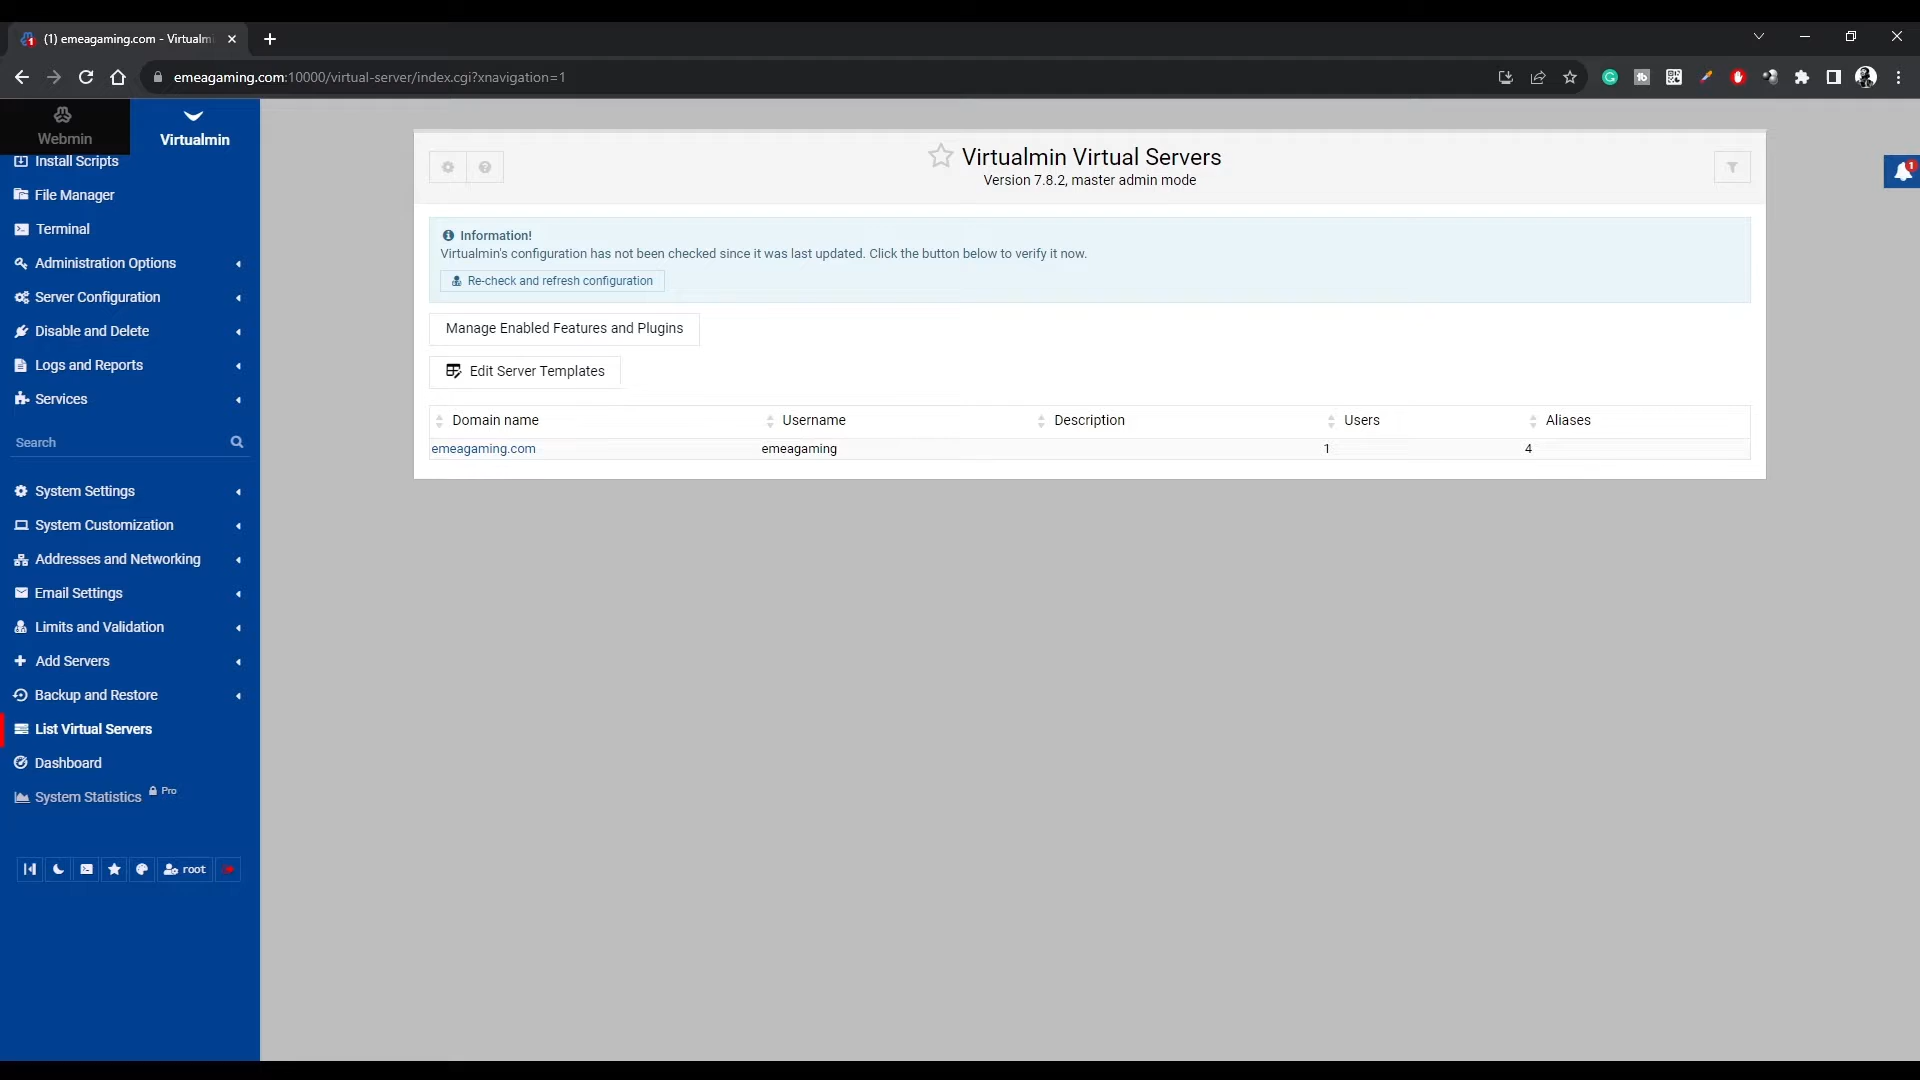 (1) emeagaming.com - Virtualmi
emeagaming.com:10000/virtual-server/index.cgi?xnavigation=1
Webmin
Virtualmin
Install Scripts
File Manager
Terminal
Administration Options
Server Configuration
Disable and Delete
Logs and Reports
Services
Search
System Settings
System Customization
Addresses and Networking
Email Settings
Limits and Validation
Add Servers
Backup and Restore
List Virtual Servers
Dashboard
System Statistics Pro
root
Virtualmin Virtual Servers
Version 7.8.2, master admin mode
1
Information!
Virtualmin's configuration has not been checked since it was last updated. Click the button below to verify it now.
Re-check and refresh configuration
Manage Enabled Features and Plugins
Edit Server Templates
Domain name Username Description Users Aliases
emeagaming.com emeagaming 1 4